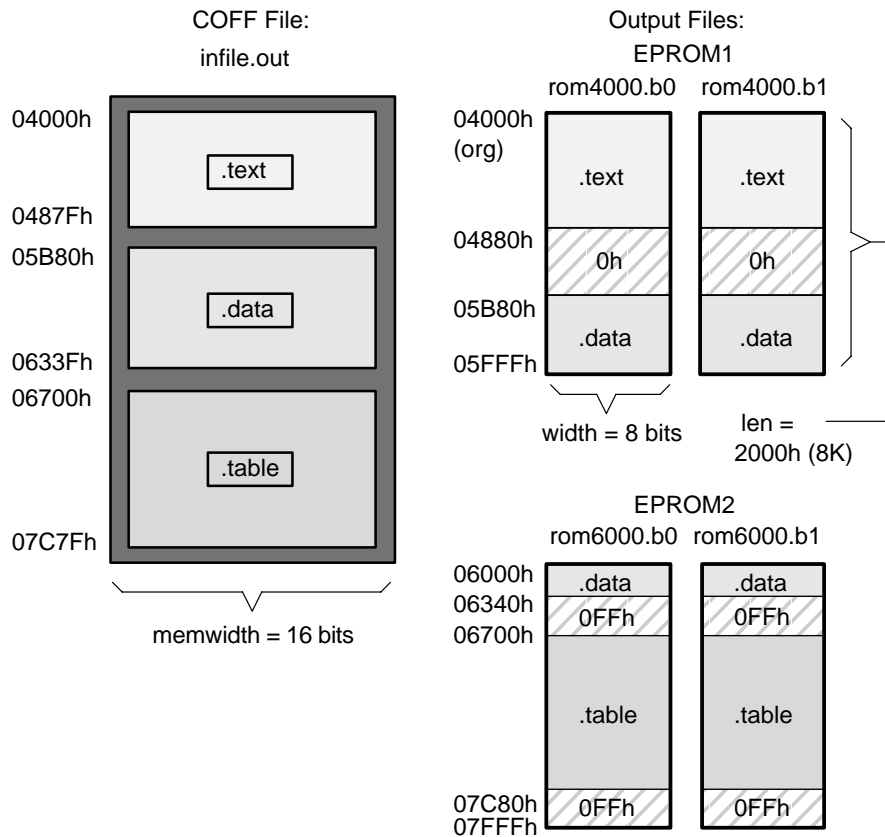 COFF File:
infile.out
04000h
.text
0487Fh
05B80h
.data
0633Fh
06700h
.table
07C7Fh
memwidth = 16 bits
Output Files:
EPROM1
rom4000.b0 rom4000.b1
04000h
(org)
.text .text
04880h
0h 0h
05B80h
.data .data
05FFFh
width = 8 bits
len =
2000h (8K)
EPROM2
rom6000.b0 rom6000.b1
06000h
.data .data
06340h
0FFh 0FFh
06700h
.table .table
07C80h
0FFh 0FFh
07FFFh